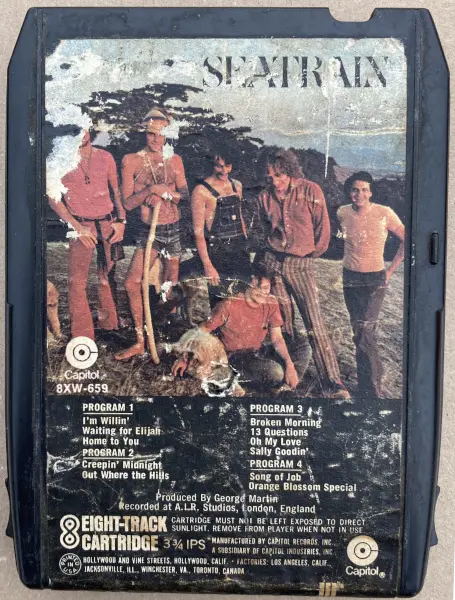 SEATRAIN
Capitol®
8XW-659
PROGRAM 1
I'm Willin'
Waiting for Elijah
Home to You
PROGRAM 2
Creepin' Midnight
Out Where the Hills
PROGRAM 3
Broken Morning
13 Questions
Oh My Love
Sally Goodin'
PROGRAM 4
Song of Job
Orange Blossom Special
Produced by George Martin
Recorded at A.I.R. Studios, London, England
8 EIGHT-TRACK CARTRIDGE 3¾ IPS
CARTRIDGE MUST NOT BE LEFT EXPOSED TO DIRECT
SUNLIGHT. REMOVE FROM PLAYER WHEN NOT IN USE
MANUFACTURED BY CAPITOL RECORDS, INC.,
A SUBSIDIARY OF CAPITOL INDUSTRIES, INC.
PRINTED IN U.S.A.
HOLLYWOOD AND VINE STREETS, HOLLYWOOD, CALIF. • FACTORIES: LOS ANGELES, CALIF.
JACKSONVILLE, ILL., WINCHESTER, VA., TORONTO, CANADA
Capitol®